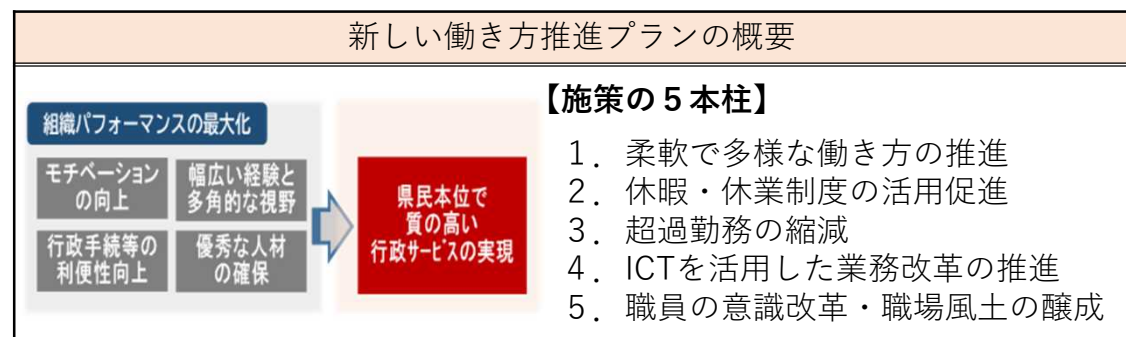 新しい働き方推進プランの概要
組織パフォーマンスの最大化
モチベーション
の向上
幅広い経験と
多角的な視野
行政手続等の
利便性向上
優秀な人材
の確保
県民本位で
質の高い
行政サービスの実現
【施策の５本柱】
１．柔軟で多様な働き方の推進
２．休暇・休業制度の活用促進
３．超過勤務の縮減
４．ICTを活用した業務改革の推進
５．職員の意識改革・職場風土の醸成